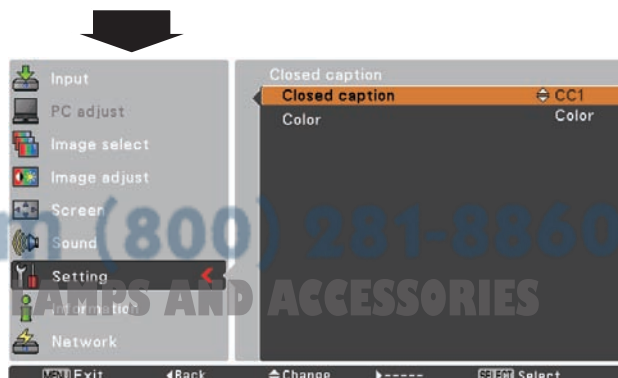 Closed caption
Input
Closed caption CC1
PC adjust
Color Color
Image select
Image adjust
Screen
Sound
m (800) 281-8860
Setting
LAMPS AND ACCESSORIES
Information
Network
MENU Exit ◀Back ◆Change ▶----- SELECT Select